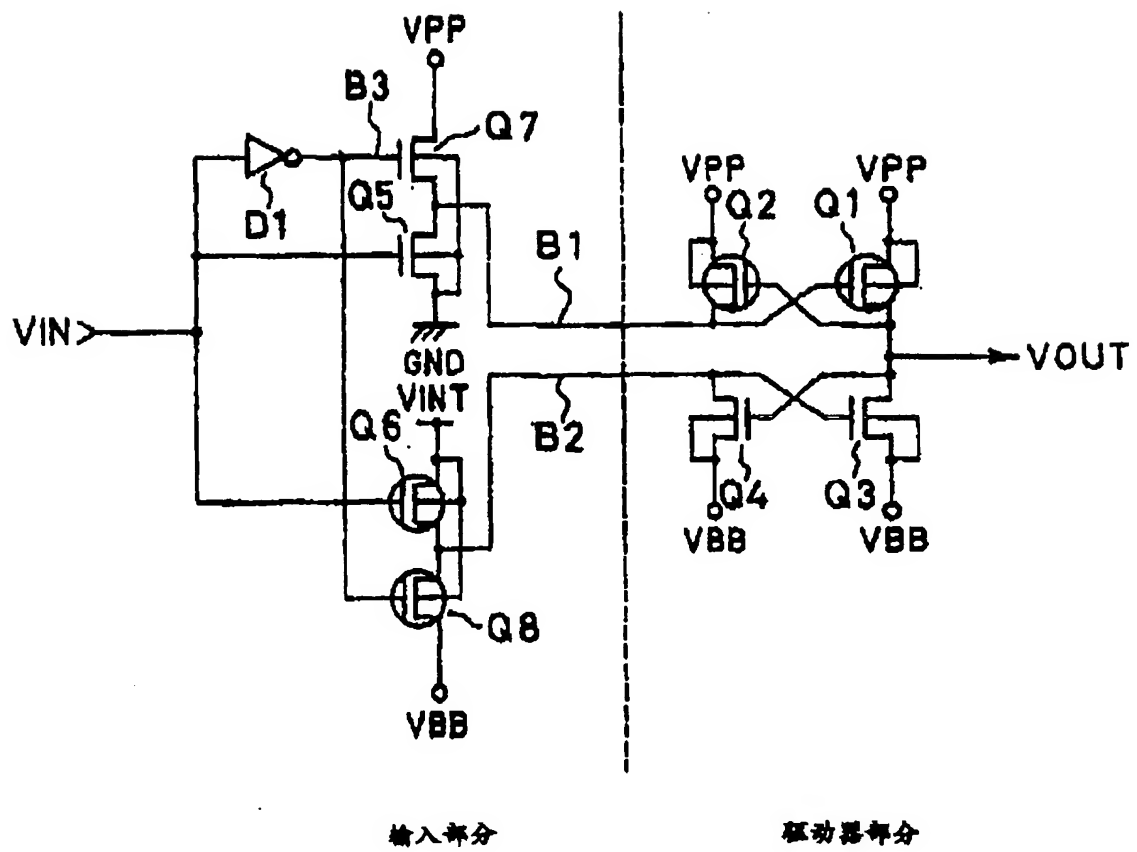 VPP
B3
Q7
D1
Q5
VIN
GND
VINT
Q6
Q8
VBB
B1
B2
VPP
VPP
Q2
Q1
VOUT
Q4
Q3
VBB
VBB
输入部分
驱动器部分